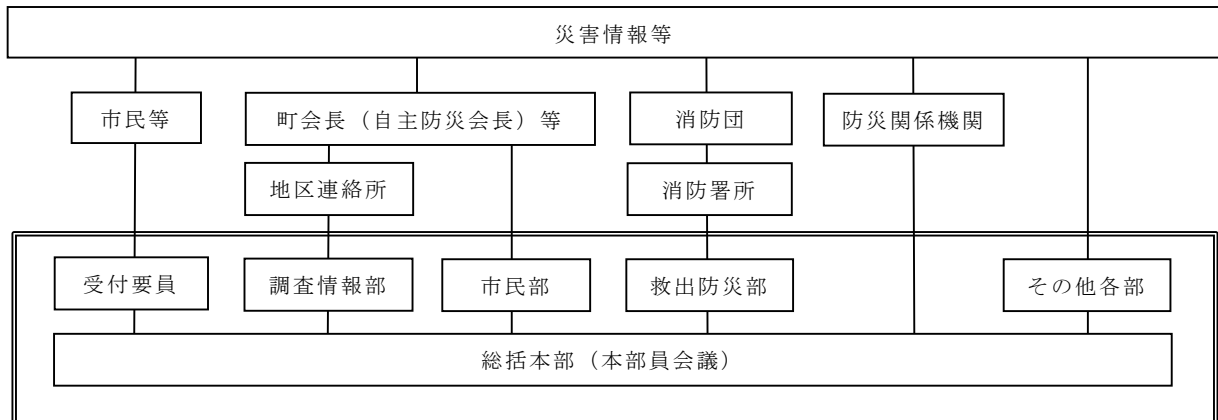 災害情報等
市民等
町会長（自主防災会長）等
消防団
防災関係機関
地区連絡所
消防署所
受付要員
調査情報部
市民部
救出防災部
その他各部
総括本部（本部員会議）